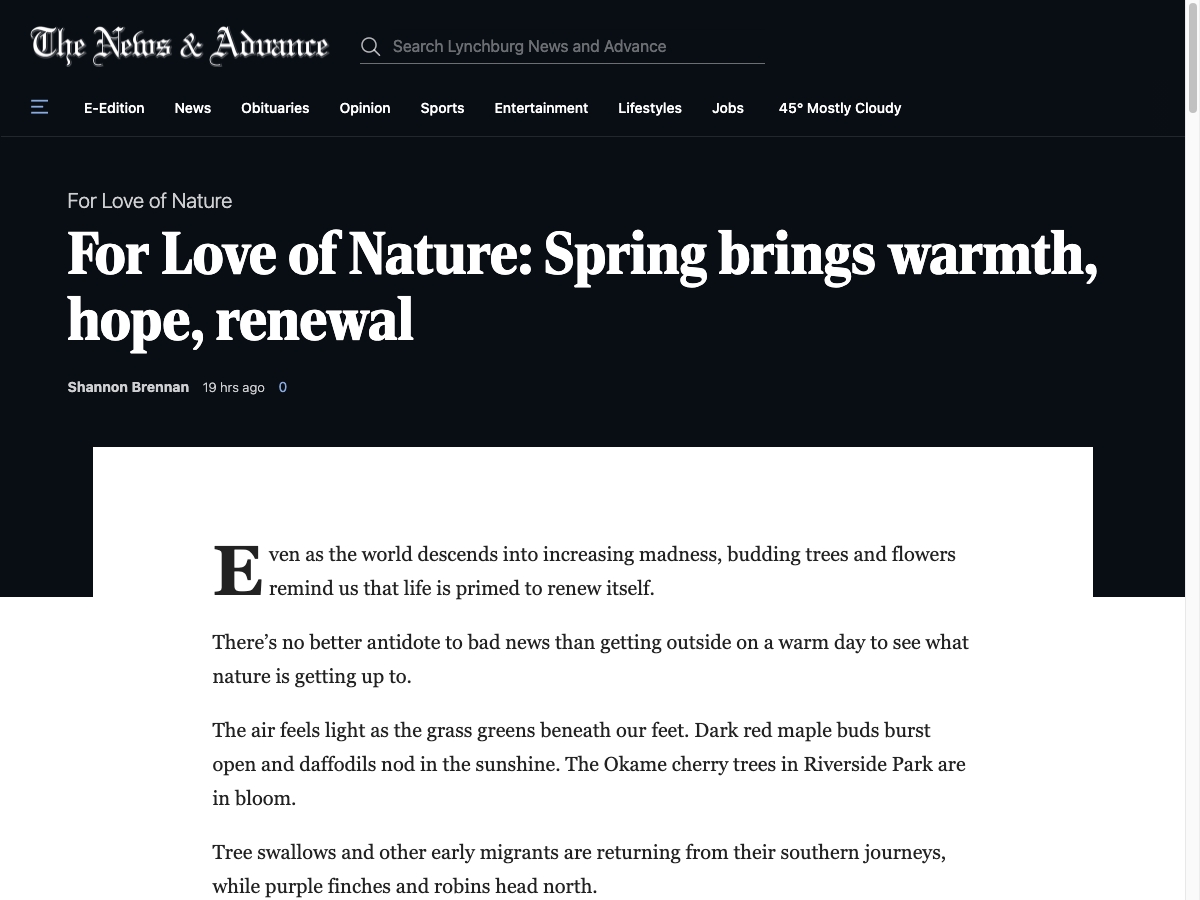 The News & Advance
Search Lynchburg News and Advance
E-Edition News Obituaries Opinion Sports Entertainment Lifestyles Jobs 45° Mostly Cloudy
For Love of Nature
For Love of Nature: Spring brings warmth,
hope, renewal
Shannon Brennan 19 hrs ago 0
Even as the world descends into increasing madness, budding trees and flowers
remind us that life is primed to renew itself.
There’s no better antidote to bad news than getting outside on a warm day to see what
nature is getting up to.
The air feels light as the grass greens beneath our feet. Dark red maple buds burst
open and daffodils nod in the sunshine. The Okame cherry trees in Riverside Park are
in bloom.
Tree swallows and other early migrants are returning from their southern journeys,
while purple finches and robins head north.